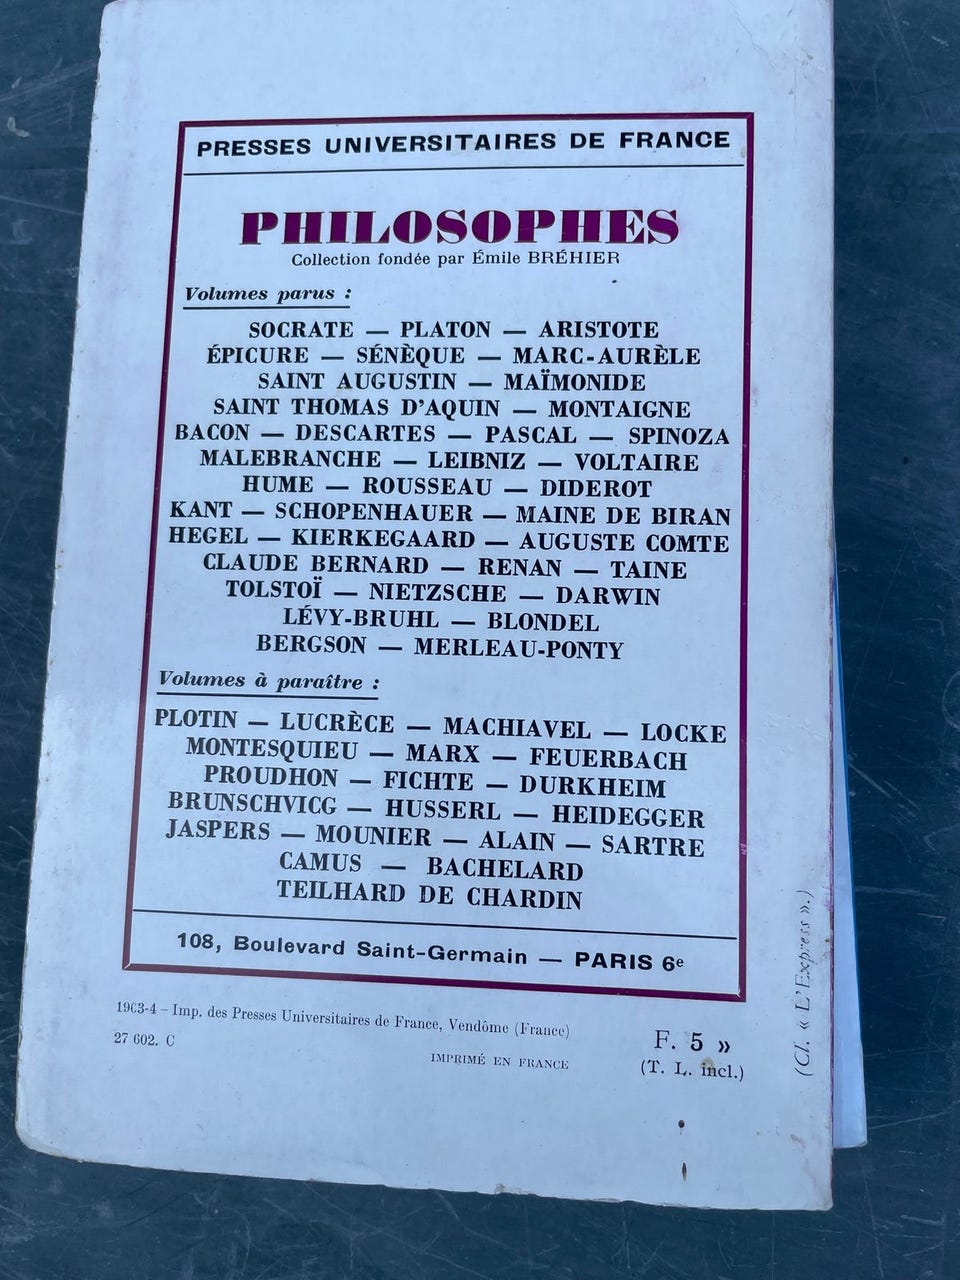 PRESSES UNIVERSITAIRES DE FRANCE
PHILOSOPHES
Collection fondée par Émile BRÉHIER
Volumes parus :
SOCRATE — PLATON — ARISTOTE
ÉPICURE — SÉNÈQUE — MARC-AURÈLE
SAINT AUGUSTIN — MAÏMONIDE
SAINT THOMAS D'AQUIN — MONTAIGNE
BACON — DESCARTES — PASCAL — SPINOZA
MALEBRANCHE — LEIBNIZ — VOLTAIRE
HUME — ROUSSEAU — DIDEROT
KANT — SCHOPENHAUER — MAINE DE BIRAN
HEGEL — KIERKEGAARD — AUGUSTE COMTE
CLAUDE BERNARD — RENAN — TAINE
TOLSTOÏ — NIETZSCHE — DARWIN
LÉVY-BRUHL — BLONDEL
BERGSON — MERLEAU-PONTY
Volumes à paraître :
PLOTIN — LUCRÈCE — MACHIAVEL — LOCKE
MONTESQUIEU — MARX — FEUERBACH
PROUDHON — FICHTE — DURKHEIM
BRUNSCHVICG — HUSSERL — HEIDEGGER
JASPERS — MOUNIER — ALAIN — SARTRE
CAMUS — BACHELARD
TEILHARD DE CHARDIN
108, Boulevard Saint-Germain — PARIS 6e
1963-4 – Imp. des Presses Universitaires de France, Vendôme (France)
27 602. C
IMPRIMÉ EN FRANCE
F. 5 »
(T. L. incl.)
(Cl. « L'Express ».)